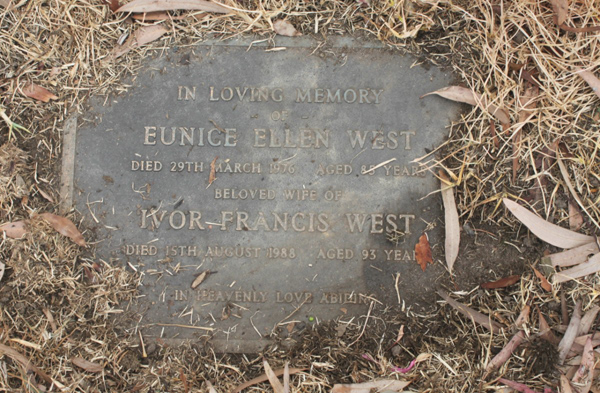 IN LOVING MEMORY
OF
EUNICE ELLEN WEST
DIED 29TH MARCH 1976 AGED 85 YEARS
BELOVED WIFE OF
IVOR FRANCIS WEST
DIED 15TH AUGUST 1988 AGED 93 YEARS
IN HEAVENLY LOVE ABIDING